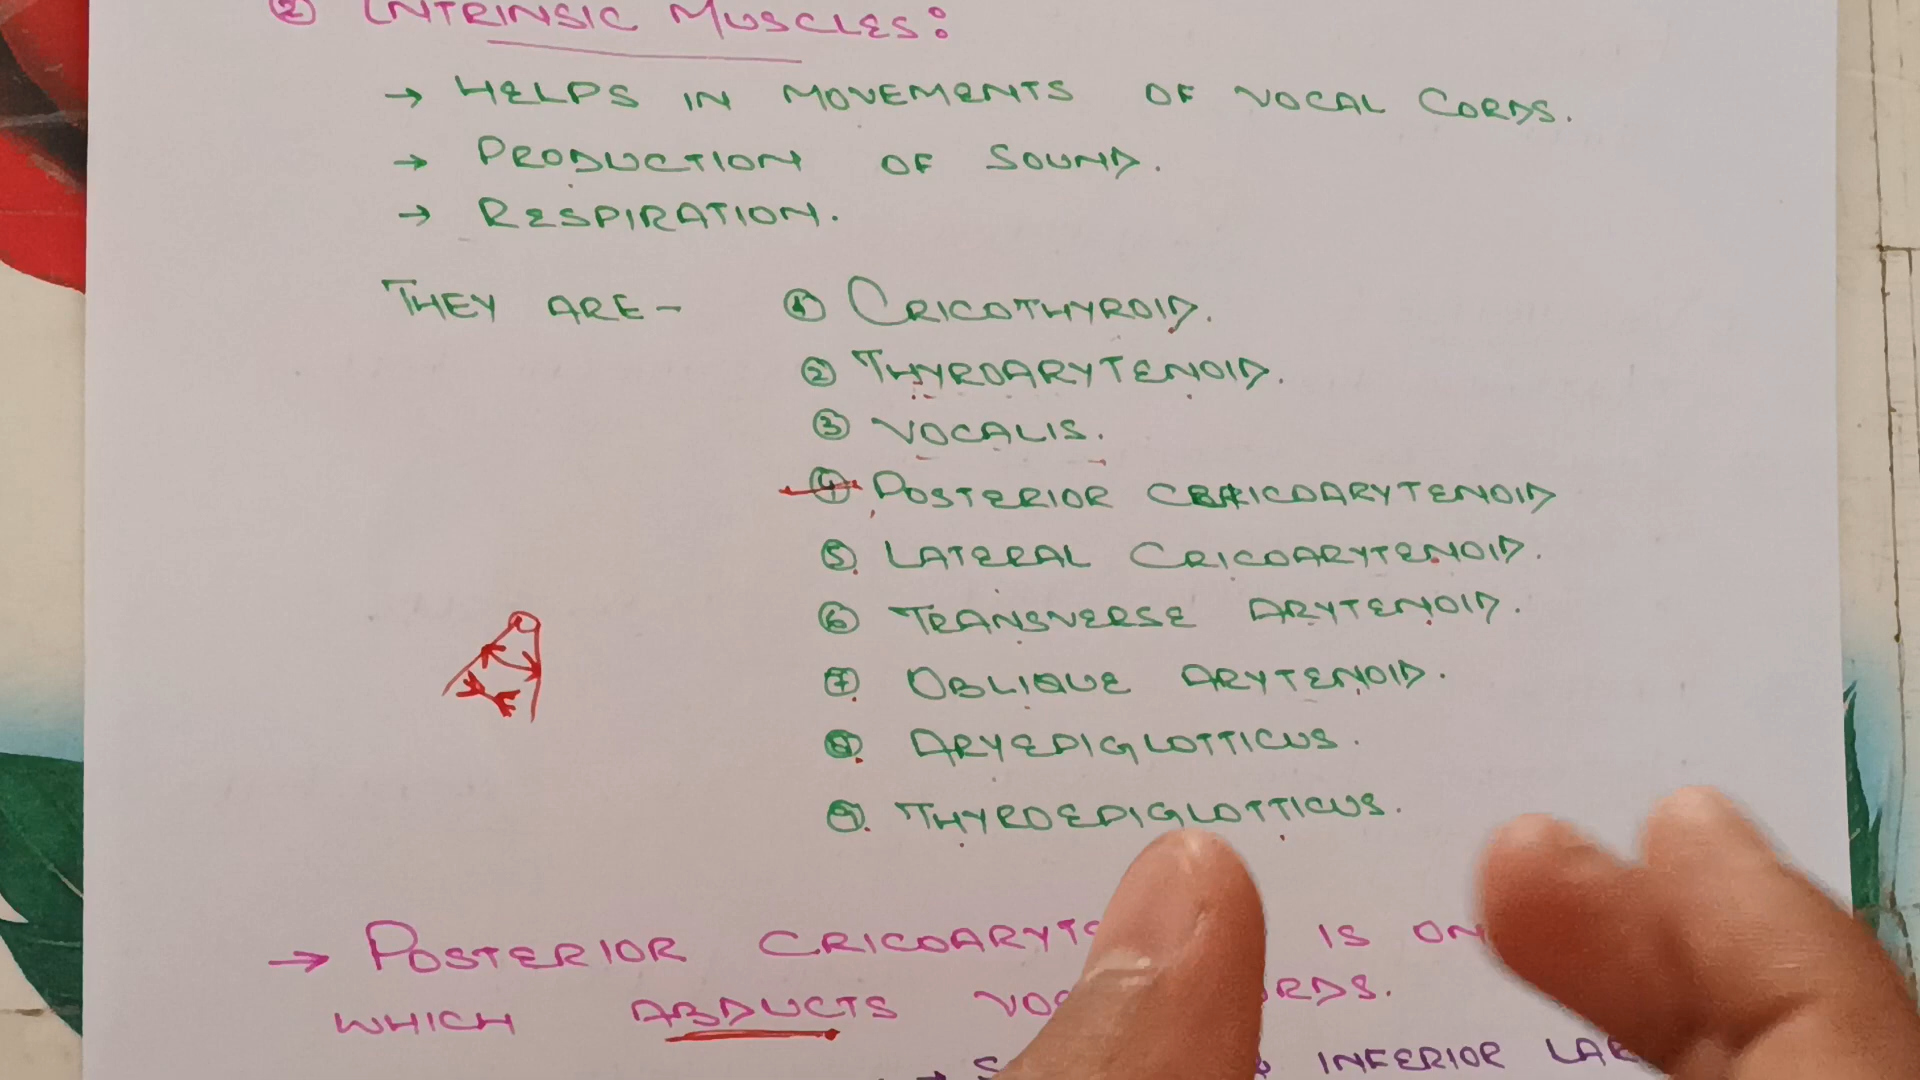 ② INTRINSIC MUSCLES:
→ HELPS IN MOVEMENTS OF VOCAL CORDS.
→ PRODUCTION OF SOUND.
→ RESPIRATION.
THEY ARE - ① CRICOTHYROID.
② THYROARYTENOID.
③ VOCALIS.
④ POSTERIOR CRICOARYTENOID
⑤ LATERAL CRICOARYTENOID.
⑥ TRANSVERSE ARYTENOID.
⑦ OBLIQUE ARYTENOID.
⑧ ARYEPIGLOTTICUS.
⑨ THYROEPIGLOTTICUS.
→ POSTERIOR IS
WHICH ABDUCTS
INFERIOR